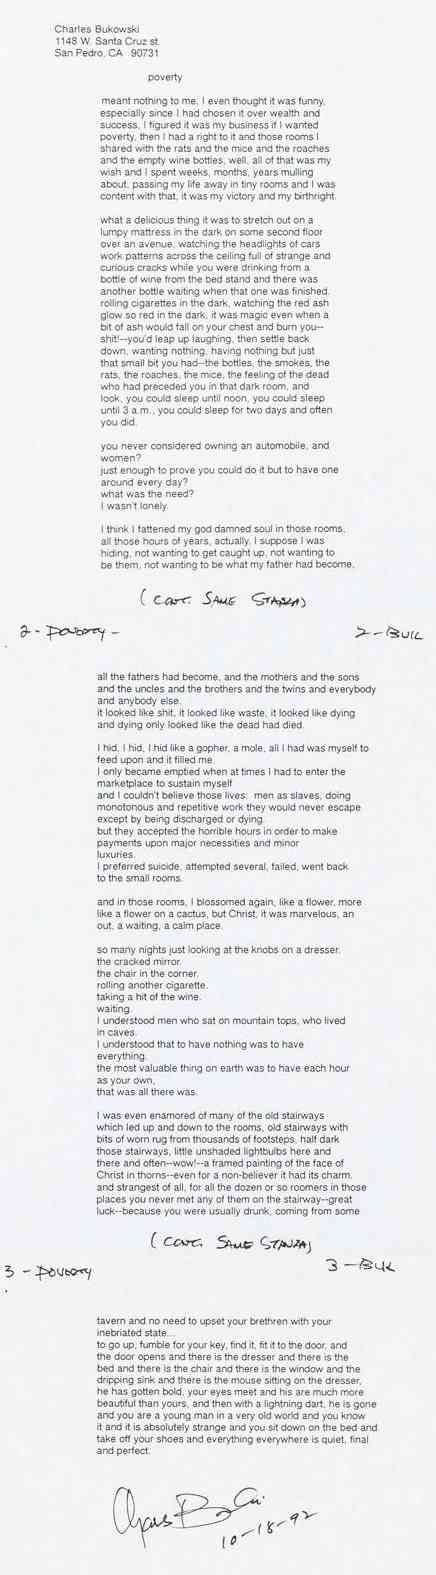 Charles Bukowski
1148 W. Santa Cruz st.
San Pedro, CA 90731
poverty
meant nothing to me, I even thought it was funny,
especially since I had chosen it over wealth and
success, I figured it was my business if I wanted
poverty, then I had a right to it and those rooms I
shared with the rats and the mice and the roaches
and the empty wine bottles, well, all of that was my
wish and I spent weeks, months, years mulling
about, passing my life away in tiny rooms and I was
content with that, it was my victory and my birthright.
what a delicious thing it was to stretch out on a
lumpy mattress in the dark on some second floor
over an avenue, watching the headlights of cars
work patterns across the ceiling full of strange and
curious cracks while you were drinking from a
bottle of wine from the bed stand and there was
another bottle waiting when that one was finished.
rolling cigarettes in the dark, watching the red ash
glow so red in the dark, it was magic even when a
bit of ash would fall on your chest and burn you--
shit!--you'd leap up laughing, then settle back
down, wanting nothing, having nothing but just
that small bit you had--the bottles, the smokes, the
rats, the roaches, the mice, the feeling of the dead
who had preceded you in that dark room, and
look, you could sleep until noon, you could sleep
until 3 a.m., you could sleep for two days and often
you did.
you never considered owning an automobile, and
women?
just enough to prove you could do it but to have one
around every day?
what was the need?
I wasn't lonely.
I think I fattened my god damned soul in those rooms,
all those hours of years, actually. I suppose I was
hiding, not wanting to get caught up, not wanting to
be them, not wanting to be what my father had become,
(CONT. SAME STANZA)
2 - POVERTY -
2 - BUK
all the fathers had become, and the mothers and the sons
and the uncles and the brothers and the twins and everybody
and anybody else.
it looked like shit, it looked like waste, it looked like dying
and dying only looked like the dead had died.
I hid, I hid, I hid like a gopher, a mole, all I had was myself to
feed upon and it filled me.
I only became emptied when at times I had to enter the
marketplace to sustain myself
and I couldn't believe those lives: men as slaves, doing
monotonous and repetitive work they would never escape
except by being discharged or dying.
but they accepted the horrible hours in order to make
payments upon major necessities and minor
luxuries.
I preferred suicide, attempted several, failed, went back
to the small rooms.
and in those rooms, I blossomed again, like a flower, more
like a flower on a cactus, but Christ, it was marvelous, an
out, a waiting, a calm place.
so many nights just looking at the knobs on a dresser.
the cracked mirror.
the chair in the corner.
rolling another cigarette.
taking a hit of the wine.
waiting.
I understood men who sat on mountain tops, who lived
in caves.
I understood that to have nothing was to have
everything.
the most valuable thing on earth was to have each hour
as your own,
that was all there was.
I was even enamored of many of the old stairways
which led up and down to the rooms, old stairways with
bits of worn rug from thousands of footsteps, half dark
those stairways, little unshaded lightbulbs here and
there and often--wow!--a framed painting of the face of
Christ in thorns--even for a non-believer it had its charm,
and strangest of all, for all the dozen or so roomers in those
places you never met any of them on the stairway--great
luck--because you were usually drunk, coming from some
(CONT. SAME STANZA)
3 - POVERTY
3 - BUK
tavern and no need to upset your brethren with your
inebriated state...
to go up, fumble for your key, find it, fit it to the door, and
the door opens and there is the dresser and there is the
bed and there is the chair and there is the window and the
dripping sink and there is the mouse sitting on the dresser,
he has gotten bold, your eyes meet and his are much more
beautiful than yours, and then with a lightning dart, he is gone
and you are a young man in a very old world and you know
it and it is absolutely strange and you sit down on the bed and
take off your shoes and everything everywhere is quiet, final
and perfect.
10-18-92